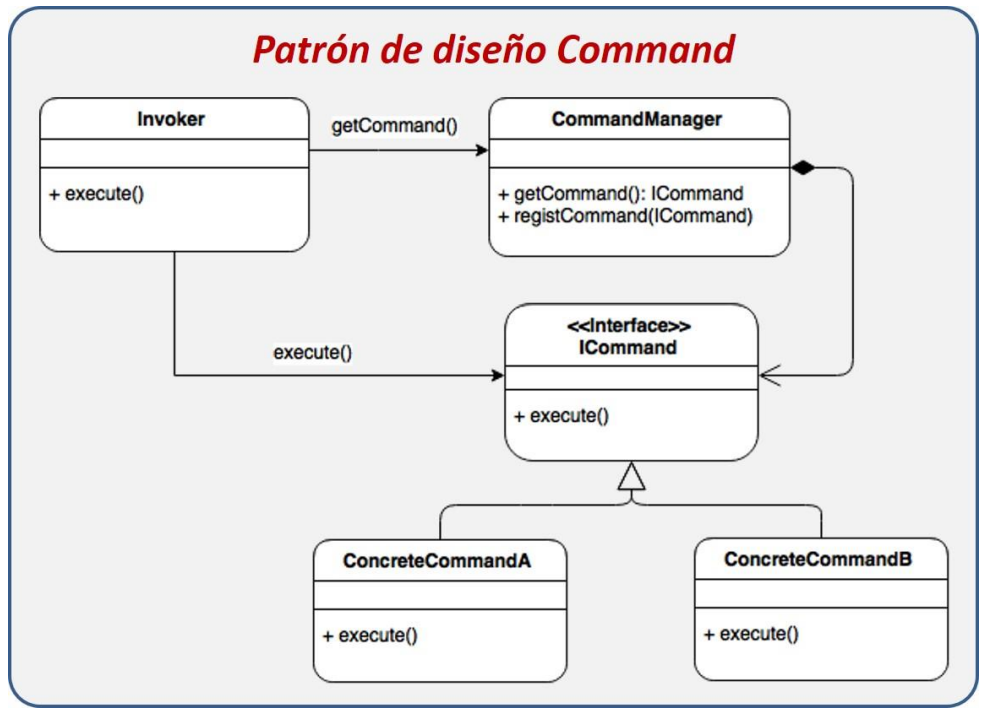 Patrón de diseño Command
Invoker
+ execute()
getCommand()
CommandManager
+ getCommand(): ICommand
+ registCommand(ICommand)
execute()
<<Interface>>
ICommand
+ execute()
ConcreteCommandA
+ execute()
ConcreteCommandB
+ execute()